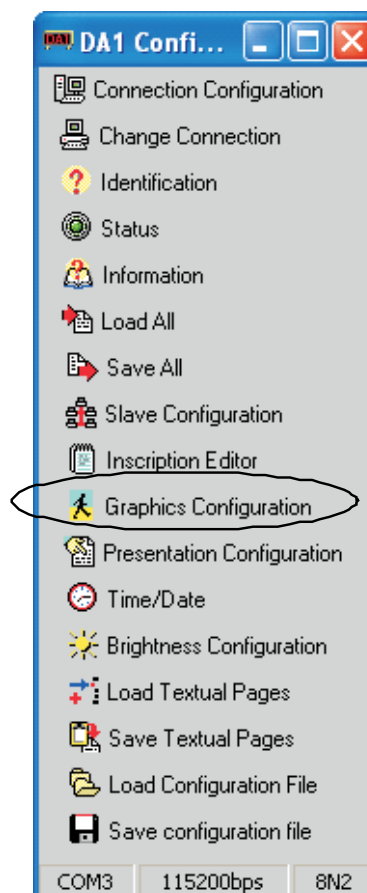 DA1 Confi...
Connection Configuration
Change Connection
Identification
Status
Information
Load All
Save All
Slave Configuration
Inscription Editor
Graphics Configuration
Presentation Configuration
Time/Date
Brightness Configuration
Load Textual Pages
Save Textual Pages
Load Configuration File
Save configuration file
COM3 115200bps 8N2